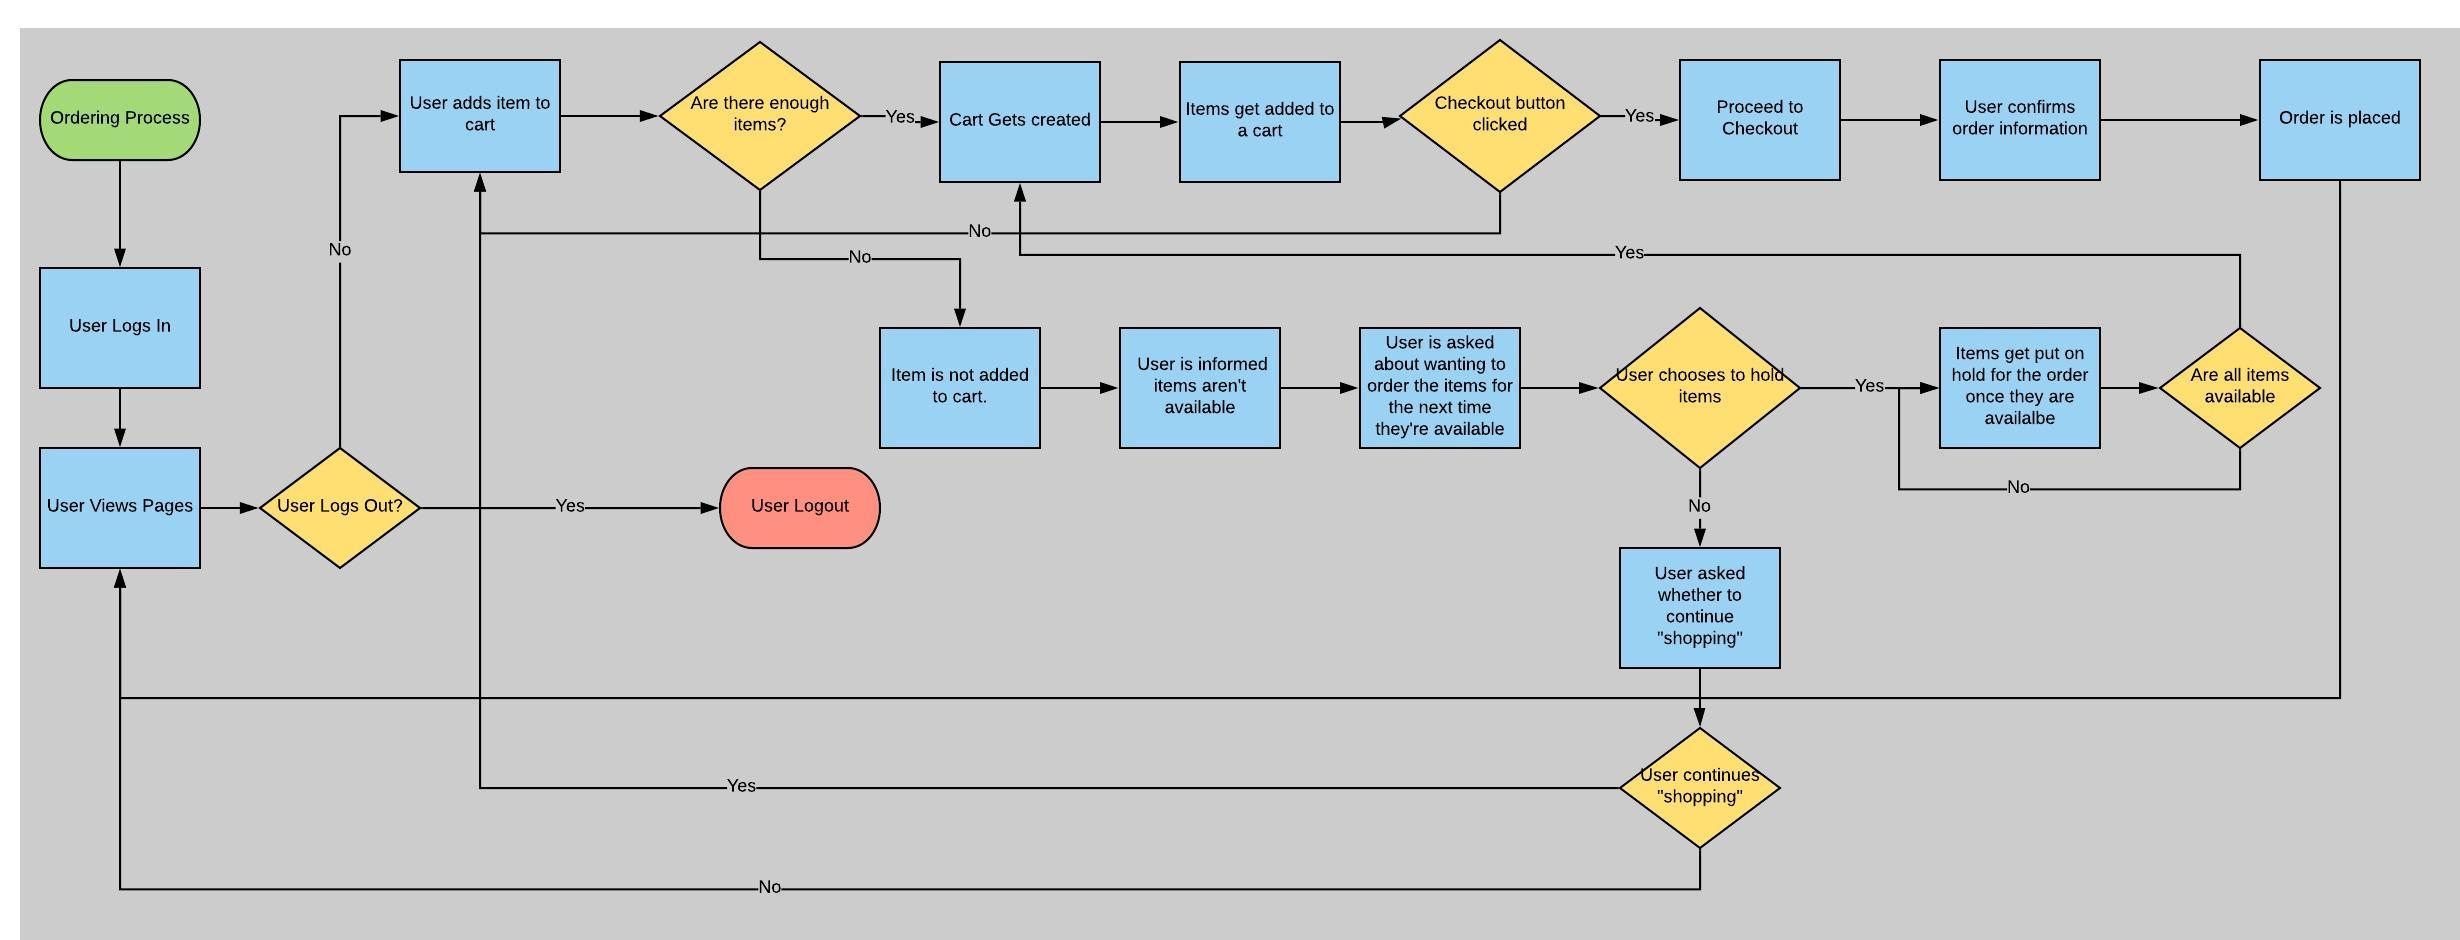 Ordering Process
User adds item to
cart
Are there enough
items?
Yes
Cart Gets created
Items get added to
a cart
Checkout button
clicked
Yes
Proceed to
Checkout
User confirms
order information
Order is placed
No
No
No
Yes
User Logs In
Item is not added
to cart.
User is informed
items aren't
available
User is asked
about wanting to
order the items for
the next time
they're available
User chooses to hold
items
Yes
Items get put on
hold for the order
once they are
availalbe
Are all items
available
No
No
User Views Pages
User Logs Out?
Yes
User Logout
User asked
whether to
continue
"shopping"
User continues
"shopping"
Yes
No